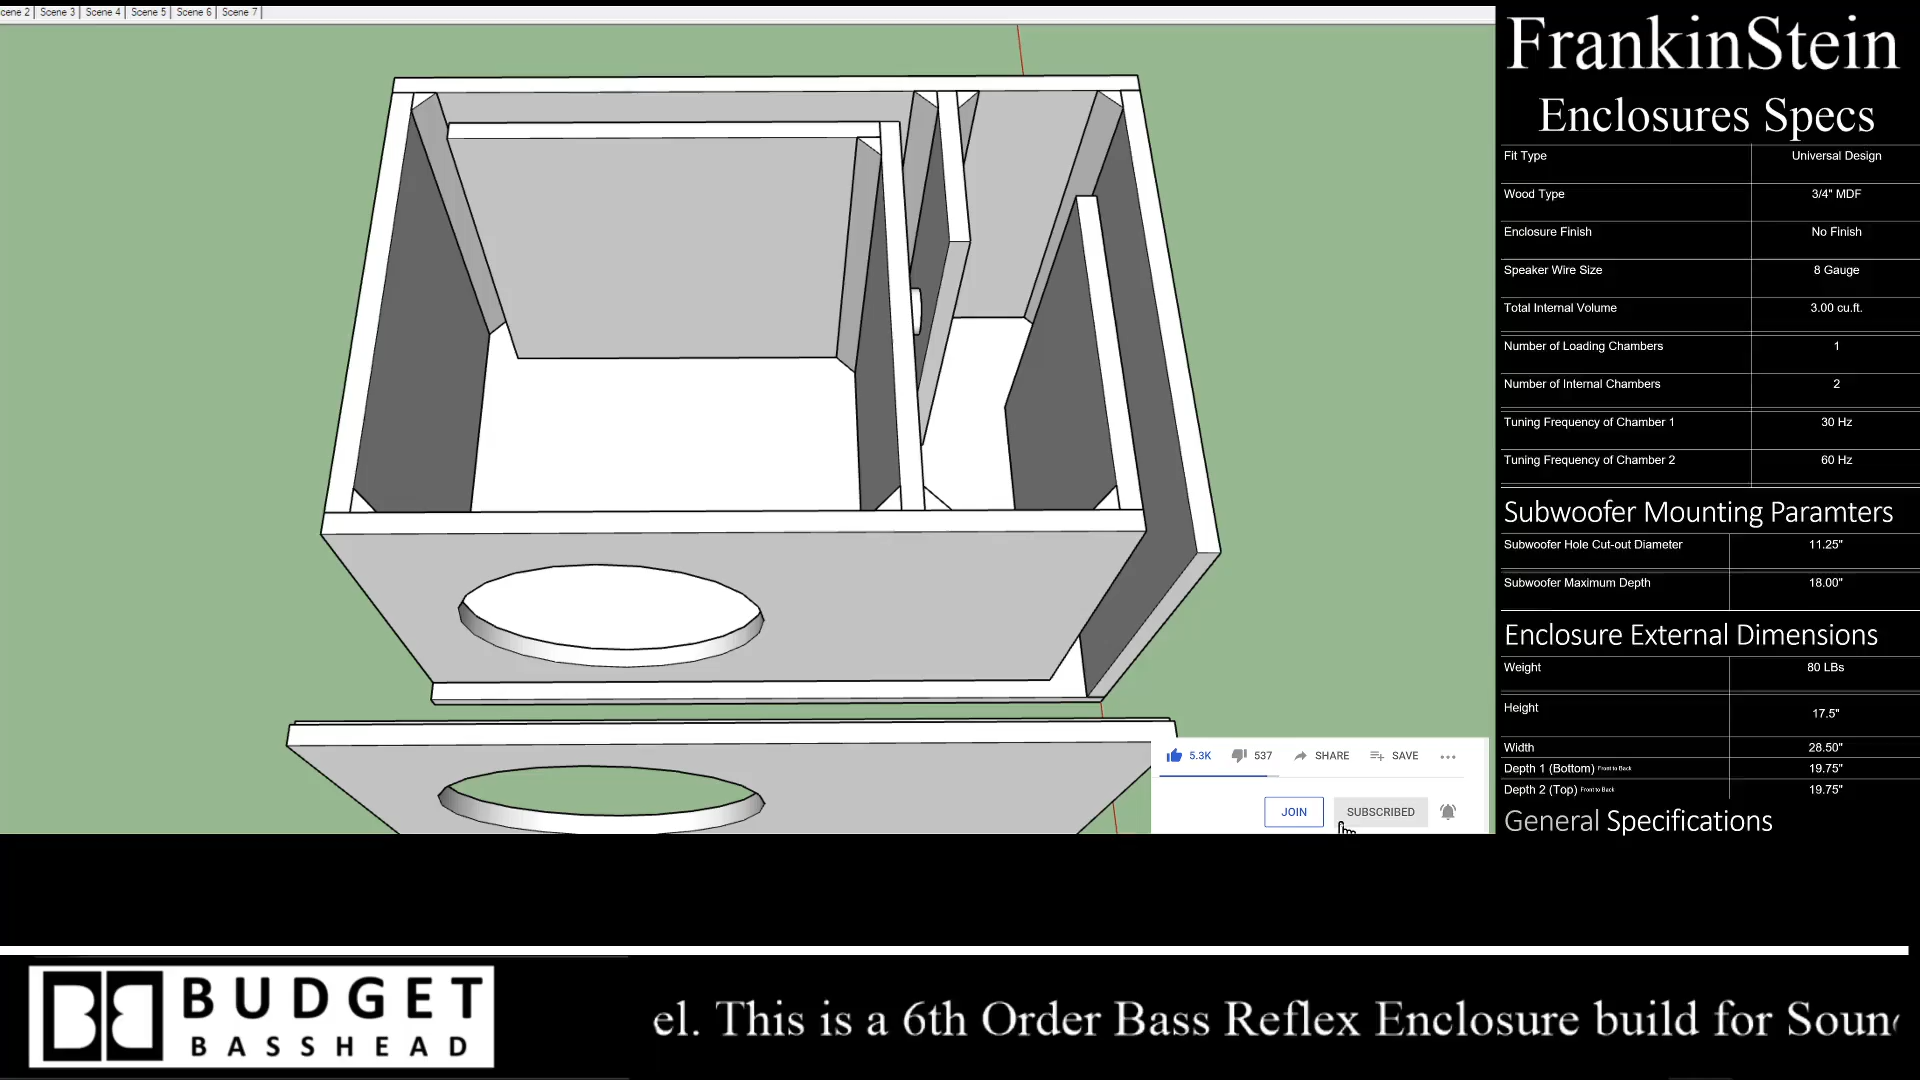 cene 2 Scene 3 Scene 4 Scene 5 Scene 6 Scene 7
FrankinStein
Enclosures Specs
Fit Type Universal Design
Wood Type 3/4" MDF
Enclosure Finish No Finish
Speaker Wire Size 8 Gauge
Total Internal Volume 3.00 cu.ft.
Number of Loading Chambers 1
Number of Internal Chambers 2
Tuning Frequency of Chamber 1 30 Hz
Tuning Frequency of Chamber 2 60 Hz
Subwoofer Mounting Paramters
Subwoofer Hole Cut-out Diameter 11.25"
Subwoofer Maximum Depth 18.00"
Enclosure External Dimensions
Weight 80 LBs
Height 17.5"
Width 28.50"
Depth 1 (Bottom) Front to Back 19.75"
Depth 2 (Top) Front to Back 19.75"
General Specifications
5.3K 537 SHARE SAVE
JOIN SUBSCRIBED
BUDGET
BASSHEAD
el. This is a 6th Order Bass Reflex Enclosure build for Soun